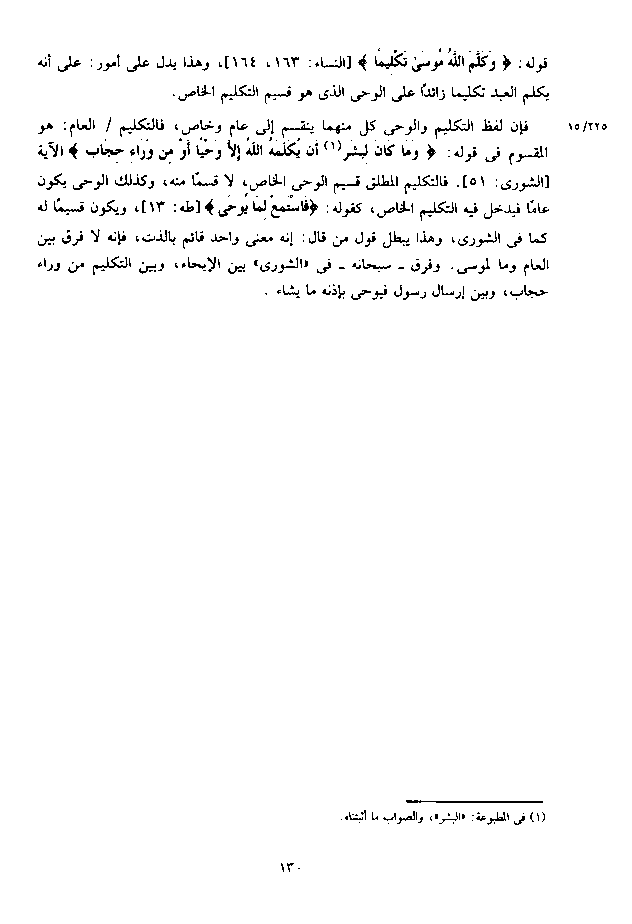 قوله: ﴿ وَكَلَّمَ اللَّهُ مُوسَىٰ تَكْلِيمًا ﴾ [النساء: ١٦٣، ١٦٤]، وهذا يدل على أمور: على أنه
يكلم العبد تكليما زائدًا على الوحى الذى هو قسيم التكليم الخاص.
١٥/٢٢٥ فإن لفظ التكليم والوحى كل منهما ينقسم إلى عام وخاص، فالتكليم / العام: هو
المقسوم فى قوله: ﴿ وَمَا كَانَ لِبَشَرٍ(١) أَن يُكَلِّمَهُ اللَّهُ إِلاَّ وَحْيًا أَوْ مِن وَرَاءِ حِجَابٍ ﴾ الآية
[الشورى: ٥١]. فالتكليم المطلق قسيم الوحى الخاص، لا قسمًا منه، وكذلك الوحى يكون
عامًا فيدخل فيه التكليم الخاص، كقوله: ﴿فَاسْتَمِعْ لِمَا يُوحَى﴾ [طه: ١٣]، ويكون قسيمًا له
كما فى الشورى، وهذا يبطل قول من قال: إنه معنى واحد قائم بالذت، فإنه لا فرق بين
العام وما لموسى. وفرق ـ سبحانه ـ فى «الشورى» بين الإيحاء، وبين التكليم من وراء
حجاب، وبين إرسال رسول فيوحى بإذنه ما يشاء .
(١) فى المطبوعة: «البشر»، والصواب ما أثبتناه.
١٣٠